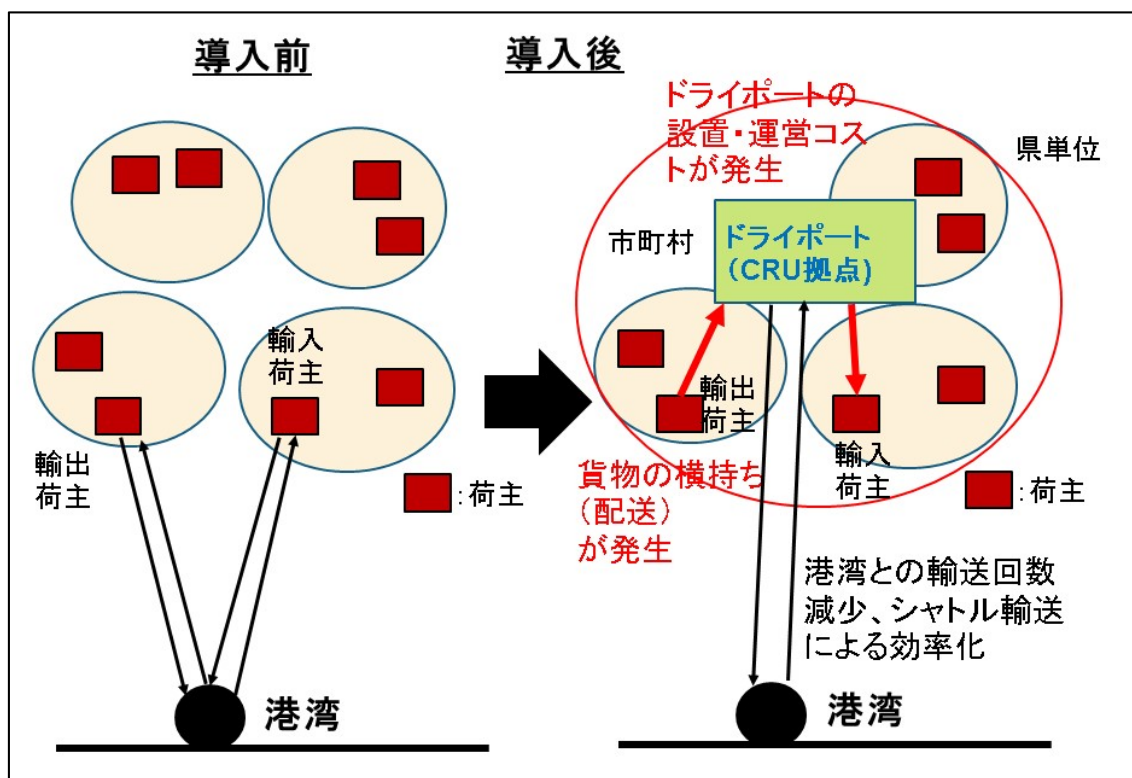 導入前
導入後
ドライポートの
設置・運営コス
トが発生
県単位
市町村
ドライポート
（CRU拠点)
輸入
荷主
輸出
荷主
:荷主
港湾
輸出
荷主
輸入
荷主
:荷主
貨物の横持ち
（配送）
が発生
港湾との輸送回数
減少、シャトル輸送
による効率化
港湾